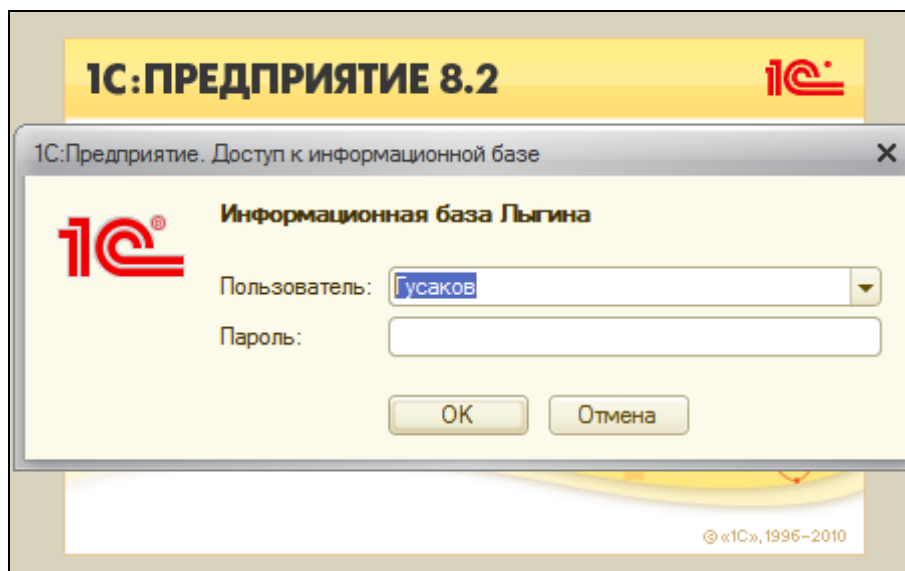 1С:ПРЕДПРИЯТИЕ 8.2
1С
1С:Предприятие. Доступ к информационной базе
1С®
Информационная база Лыгина
Пользователь: Гусаков
Пароль:
ОК Отмена
© «1С», 1996–2010